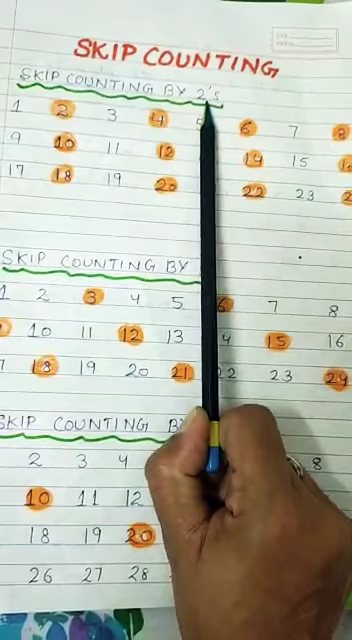 SKIP COUNTING
SKIP COUNTING BY 2's
1 2 3 4 5 6 7 8
9 10 11 12 14 15
17 18 19 20 22 23
SKIP COUNTING BY
1 2 3 4 5 6 7 8
10 11 12 13 4 15 16
7 18 19 20 21 22 23 24
SKIP COUNTING B
2 3 4 8
10 11 12
18 19 20
26 27 28